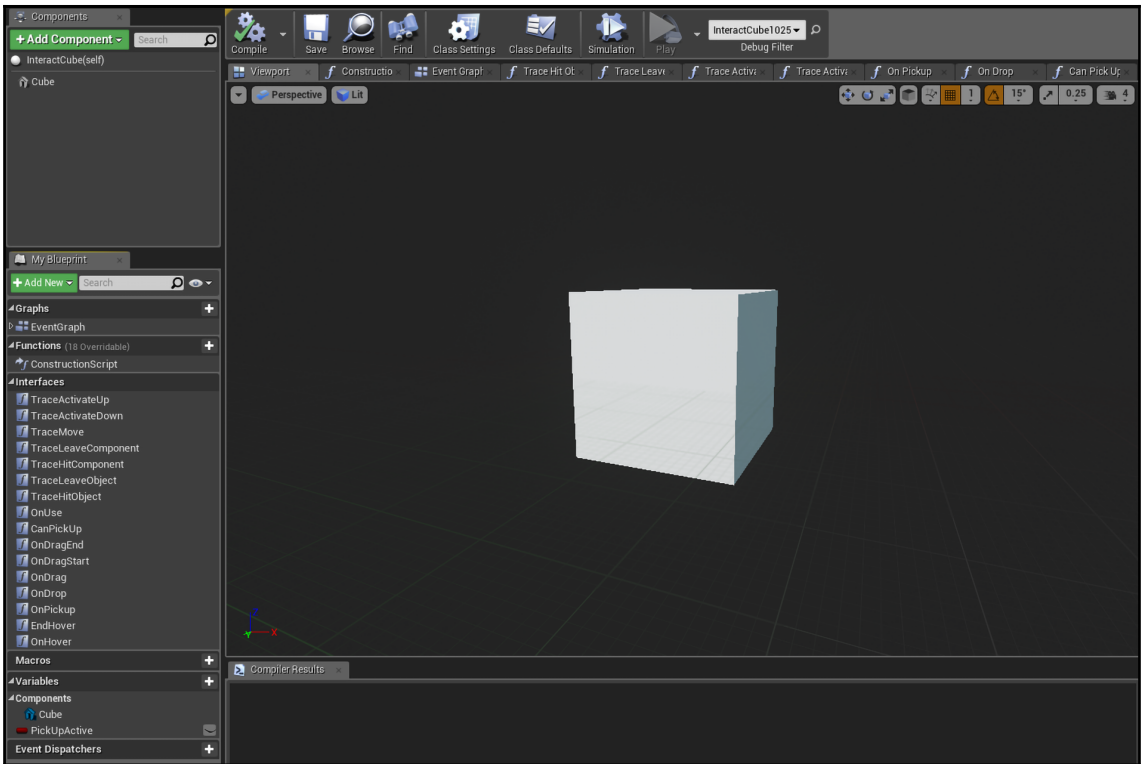 Components
+Add Component
Search
InteractCube(self)
Cube
My Blueprint
+Add New
Search
Graphs
EventGraph
Functions (18 Overridable)
ConstructionScript
Interfaces
TraceActivateUp
TraceActivateDown
TraceMove
TraceLeaveComponent
TraceHitComponent
TraceLeaveObject
TraceHitObject
OnUse
CanPickUp
OnDragEnd
OnDragStart
OnDrag
OnDrop
OnPickup
EndHover
OnHover
Macros
Variables
Components
Cube
PickUpActive
Event Dispatchers
Compile
Save
Browse
Find
Class Settings
Class Defaults
Simulation
Play
InteractCube1025
Debug Filter
Viewport
Constructio
Event Graph
Trace Hit Ob
Trace Leave
Trace Activa
Trace Activa
On Pickup
On Drop
Can Pick Up
Perspective
Lit
1
15°
0.25
4
Z
X
Y
Compiler Results